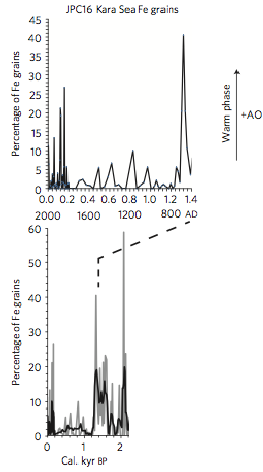 JPC16 Kara Sea Fe grains
Percentage of Fe grains
45
40
35
30
25
20
15
10
5
0
0.0 0.2 0.4 0.6 0.8 1.0 1.2 1.4
2000 1600 1200 800 AD
Warm phase
+AO
Percentage of Fe grains
60
50
40
30
20
10
0
0 1 2
Cal. kyr BP